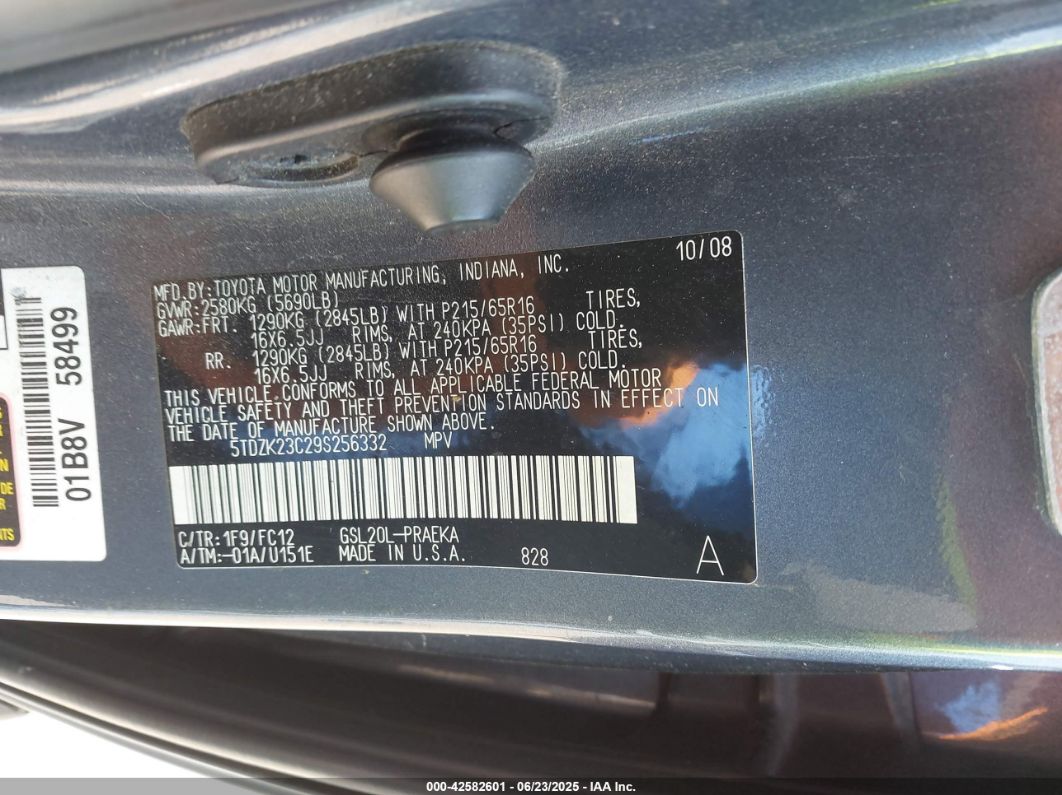 MFD.BY:TOYOTA MOTOR MANUFACTURING, INDIANA, INC. 10/08
GVWR:2580KG (5690LB)
GAWR:FRT. 1290KG (2845LB) WITH P215/65R16 TIRES,
16X6.5JJ RIMS, AT 240KPA (35PSI) COLD.
RR. 1290KG (2845LB) WITH P215/65R16 TIRES,
16X6.5JJ RIMS, AT 240KPA (35PSI) COLD.
THIS VEHICLE CONFORMS TO ALL APPLICABLE FEDERAL MOTOR
VEHICLE SAFETY AND THEFT PREVENTION STANDARDS IN EFFECT ON
THE DATE OF MANUFACTURE SHOWN ABOVE.
5TDZK23C29S256332 MPV
C/TR:1F9/FC12 GSL20L-PRAEKA
A/TM:-01A/U151E MADE IN U.S.A. 828 A
01B8V 58499
000-42582601 - 06/23/2025 - IAA Inc.